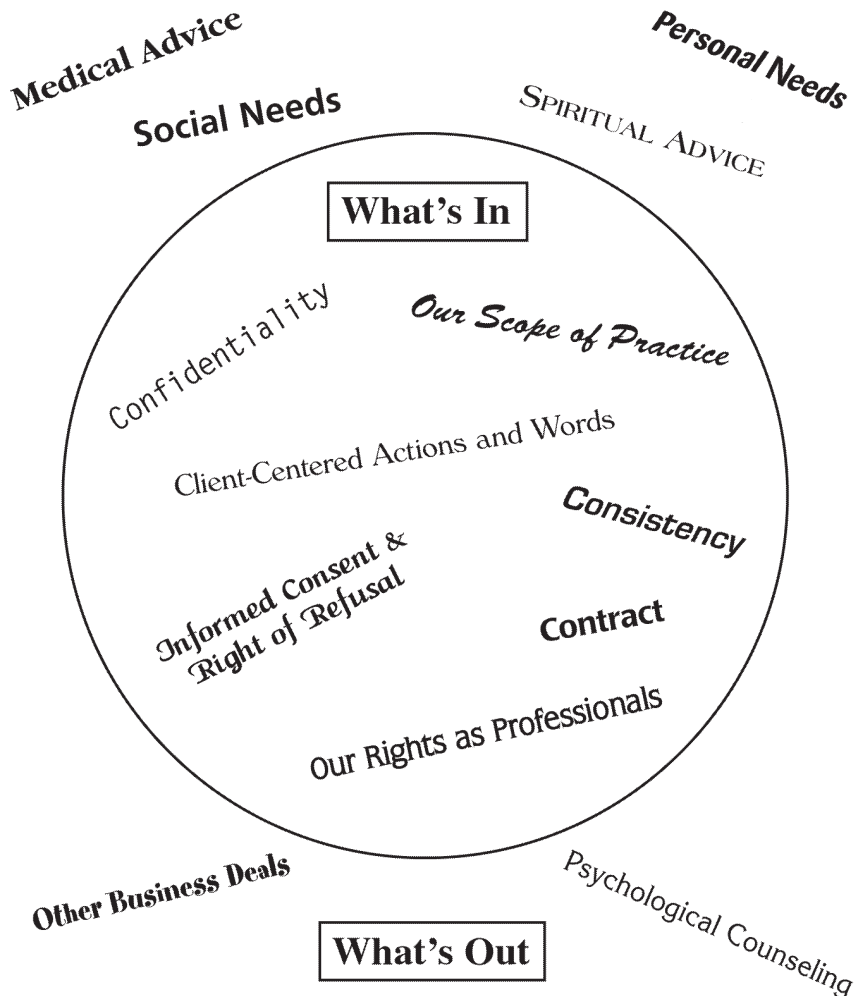 Medical Advice
Personal Needs
Social Needs
Spiritual Advice
What's In
Confidentiality
Our Scope of Practice
Client-Centered Actions and Words
Consistency
Informed Consent &
Right of Refusal
Contract
Our Rights as Professionals
Other Business Deals
Psychological Counseling
What's Out